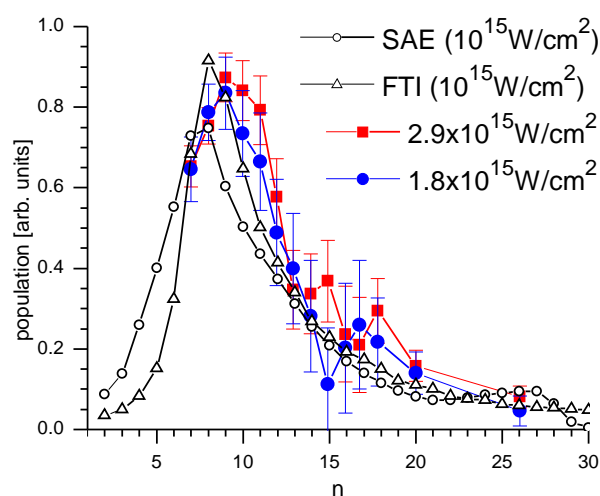 1.0
0.8
0.6
0.4
0.2
0.0
population [arb. units]
SAE (10¹⁵W/cm²)
FTI (10¹⁵W/cm²)
2.9x10¹⁵W/cm²
1.8x10¹⁵W/cm²
5 10 15 20 25 30
n